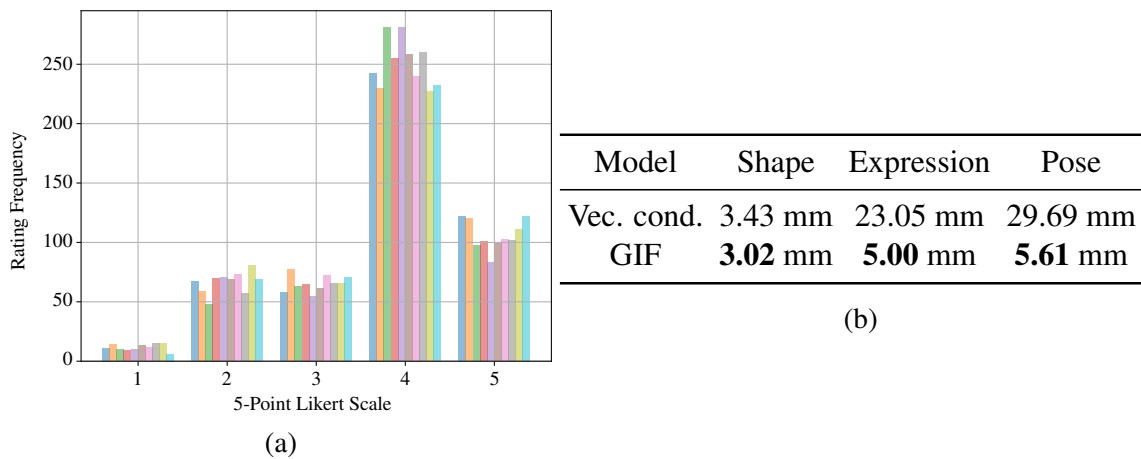 250
200
150
100
50
0
Rating Frequency
1 2 3 4 5
5-Point Likert Scale
(a)
Model Shape Expression Pose
Vec. cond. 3.43 mm 23.05 mm 29.69 mm
GIF 3.02 mm 5.00 mm 5.61 mm
(b)